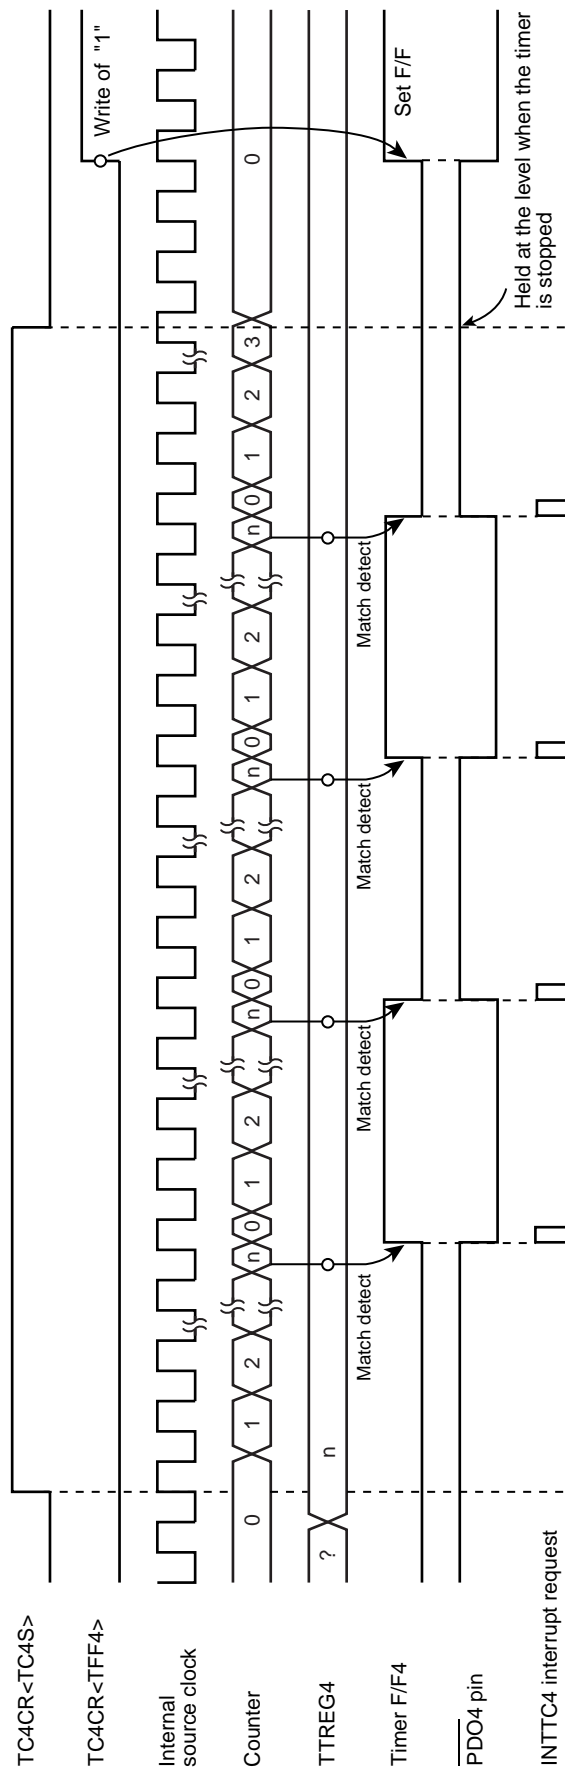 TC4CR<TC4S>
TC4CR<TFF4>
Write of "1"
Internal
source clock
Counter
0 1 2 n 0 1 2 n 0 1 2 n 0 1 2 n 0 1 2 3 0
TTREG4
? n
Match detect Match detect Match detect Match detect
Timer F/F4
Set F/F
PDO4 pin
Held at the level when the timer
is stopped
INTTC4 interrupt request